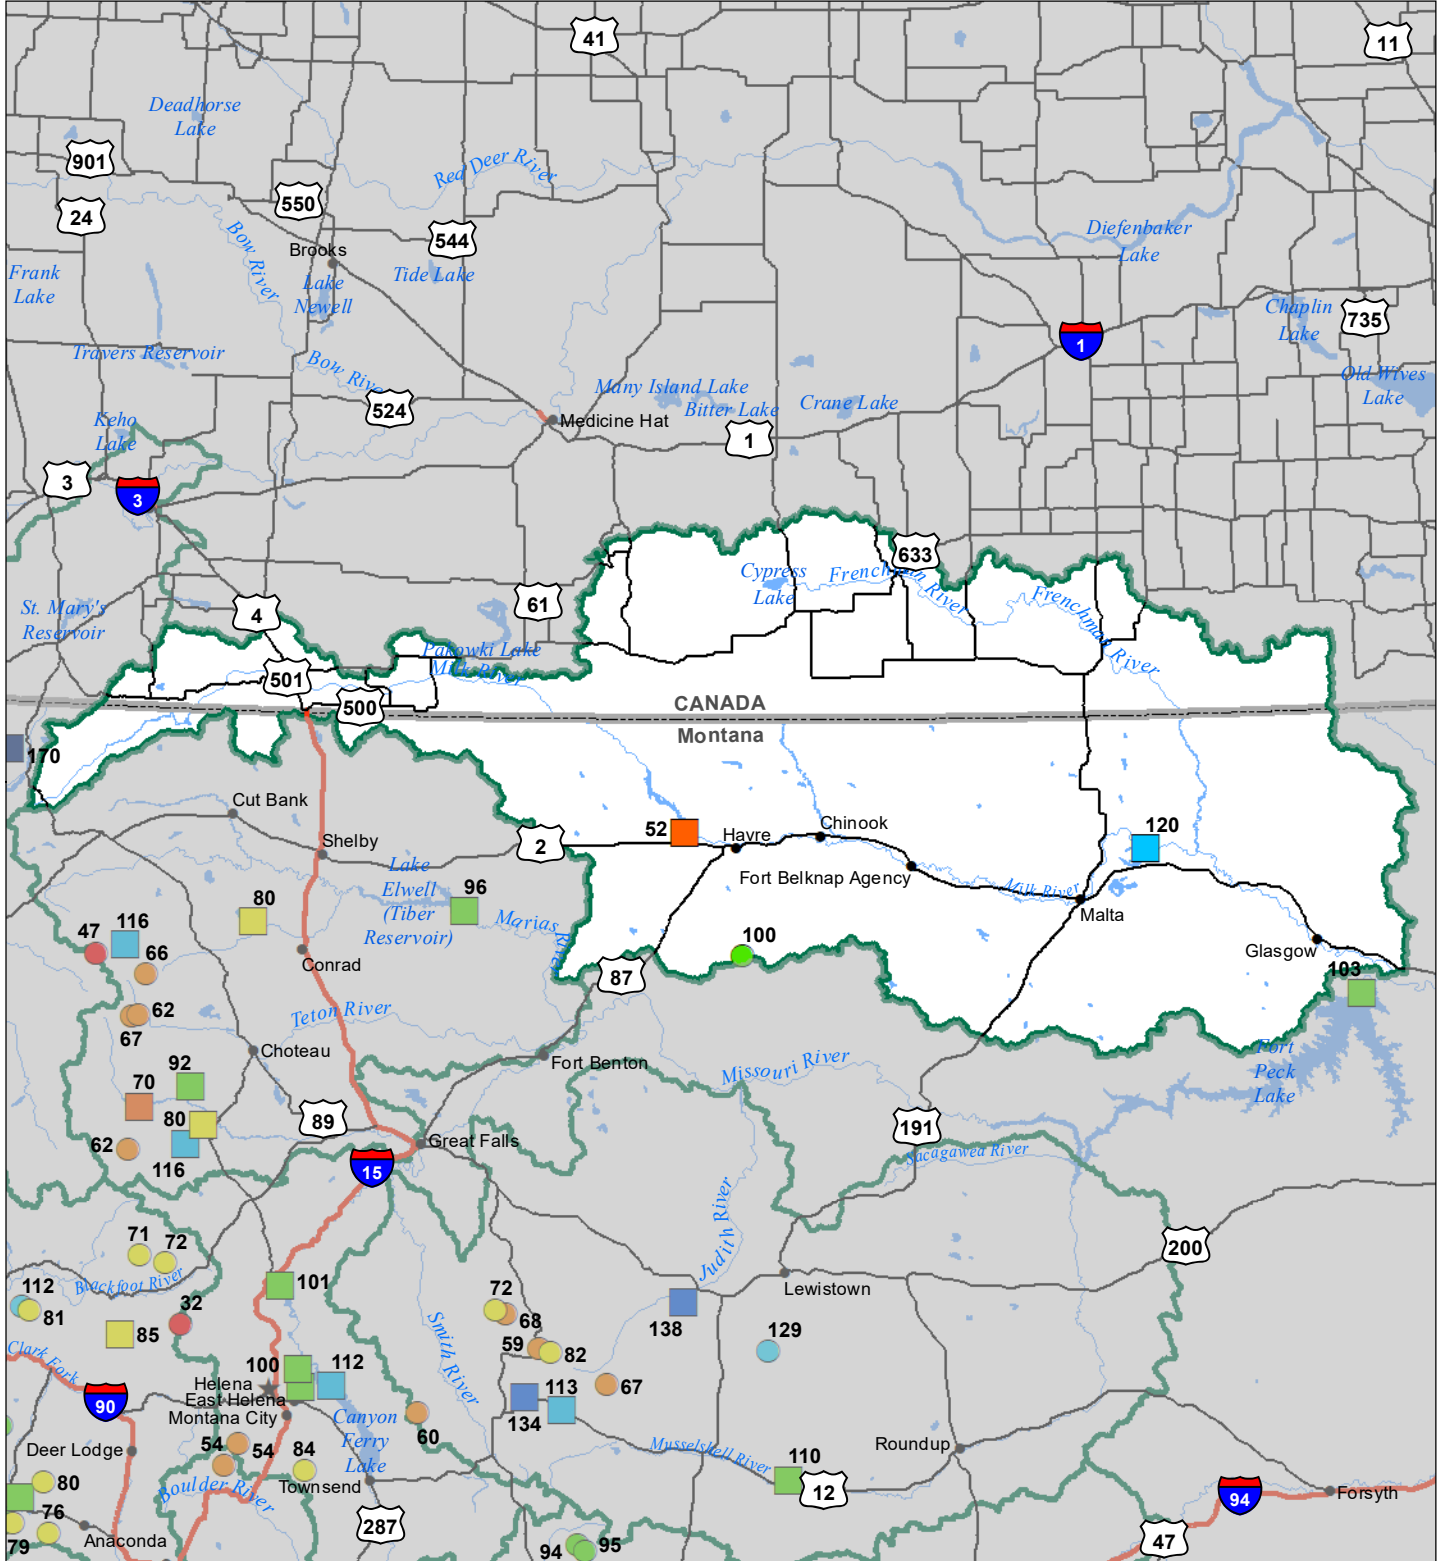 41
11
Deadhorse
Lake
901
Red Deer River
550
24
Bow River
544
Brooks
Diefenbaker
Lake
Frank
Lake
Tide Lake
Lake
Newell
Chaplin
Lake
735
1
Travers Reservoir
Bow River
Many Island Lake
Old Wives
Lake
524
Bitter Lake
Crane Lake
Keho
Lake
Medicine Hat
1
3
3
633
Cypress
Lake
Frenchman River
61
Frenchman River
St. Mary's
Reservoir
4
Pakowki Lake
Milk River
501
500
CANADA
Montana
170
Cut Bank
Shelby
2
52
Havre
Chinook
120
Lake
Elwell
(Tiber
Reservoir)
Fort Belknap Agency
Milk River
96
80
Malta
Marias River
116
47
66
100
Glasgow
Conrad
87
103
62
67
Teton River
Choteau
Fort Benton
Missouri River
Fort
Peck
Lake
92
70
80
89
191
62
116
Great Falls
15
Sacagawea River
Judith River
71
72
200
Blackfoot River
101
Lewistown
112
81
32
72
68
Smith River
138
85
59
82
129
Clark Fork
100
112
67
Helena
East Helena
113
90
134
Montana City
Canyon
Ferry
Lake
60
54
54
84
Deer Lodge
Musselshell River
Roundup
110
80
Townsend
12
Boulder River
94
Forsyth
76
287
79
Anaconda
47
94
95